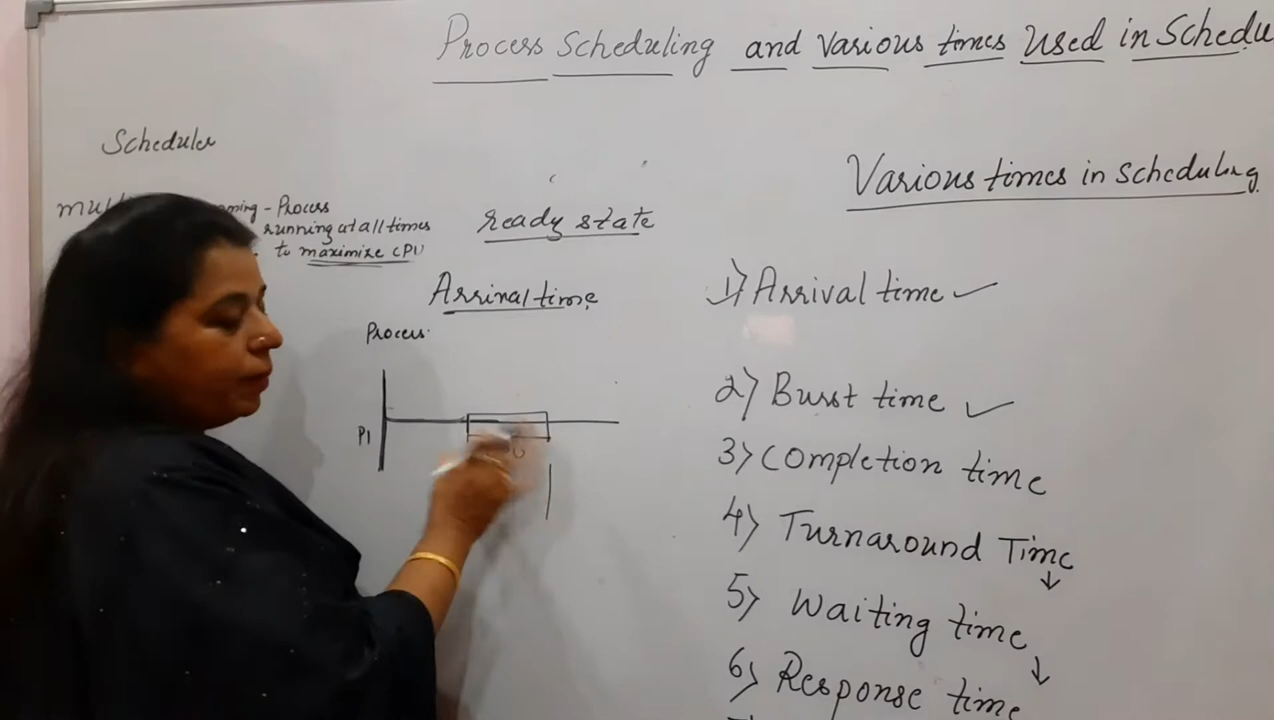 Process Scheduling and Various times Used in Schedu
Scheduler
ming - Process
running at all times
to maximize CPU
ready state
Arrival time
Process
P1
Various times in scheduling
1) Arrival time
2) Burst time
3) Completion time
4) Turnaround Time
5) Waiting time
6) Response time